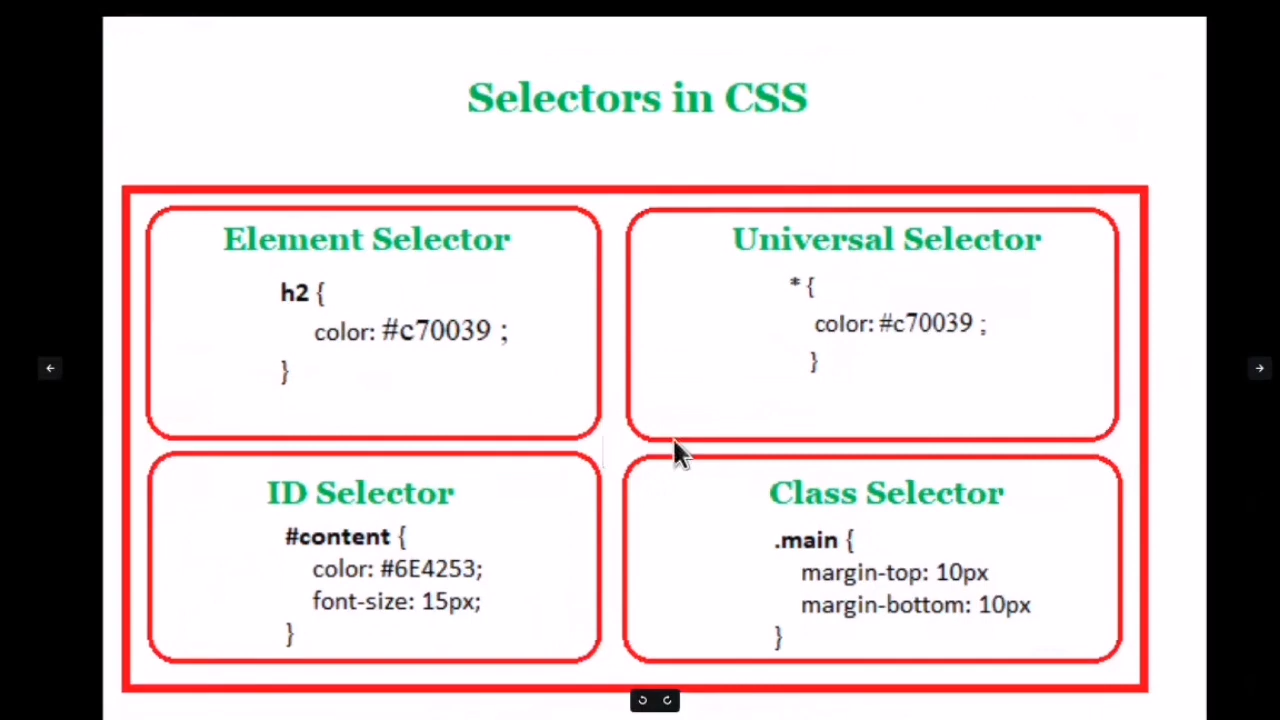 Selectors in CSS
Element Selector
h2 {
color: #c70039 ;
}
Universal Selector
* {
color: #c70039 ;
}
ID Selector
#content {
color: #6E4253;
font-size: 15px;
}
Class Selector
.main {
margin-top: 10px
margin-bottom: 10px
}